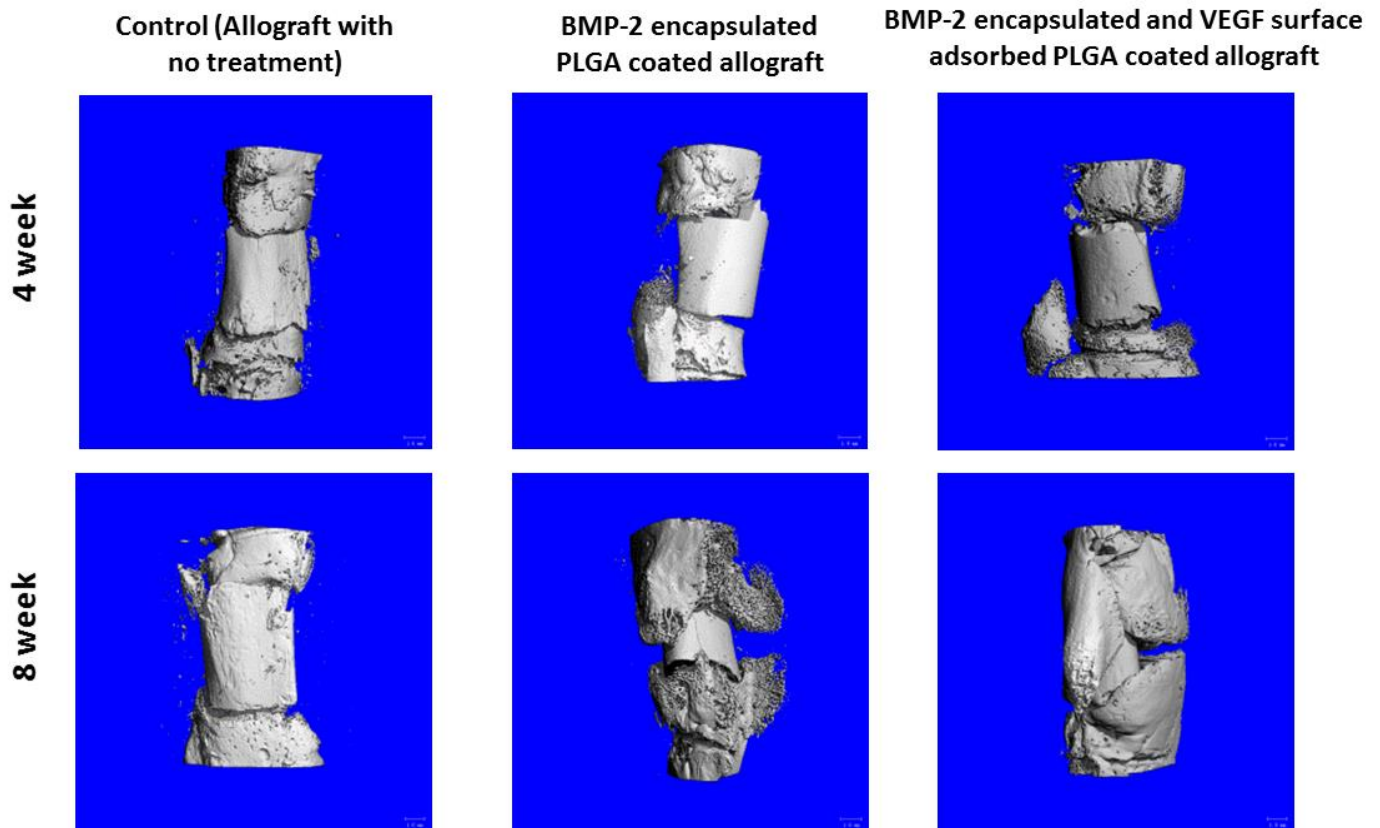 Control (Allograft with
no treatment)
BMP-2 encapsulated
PLGA coated allograft
BMP-2 encapsulated and VEGF surface
adsorbed PLGA coated allograft
4 week
8 week